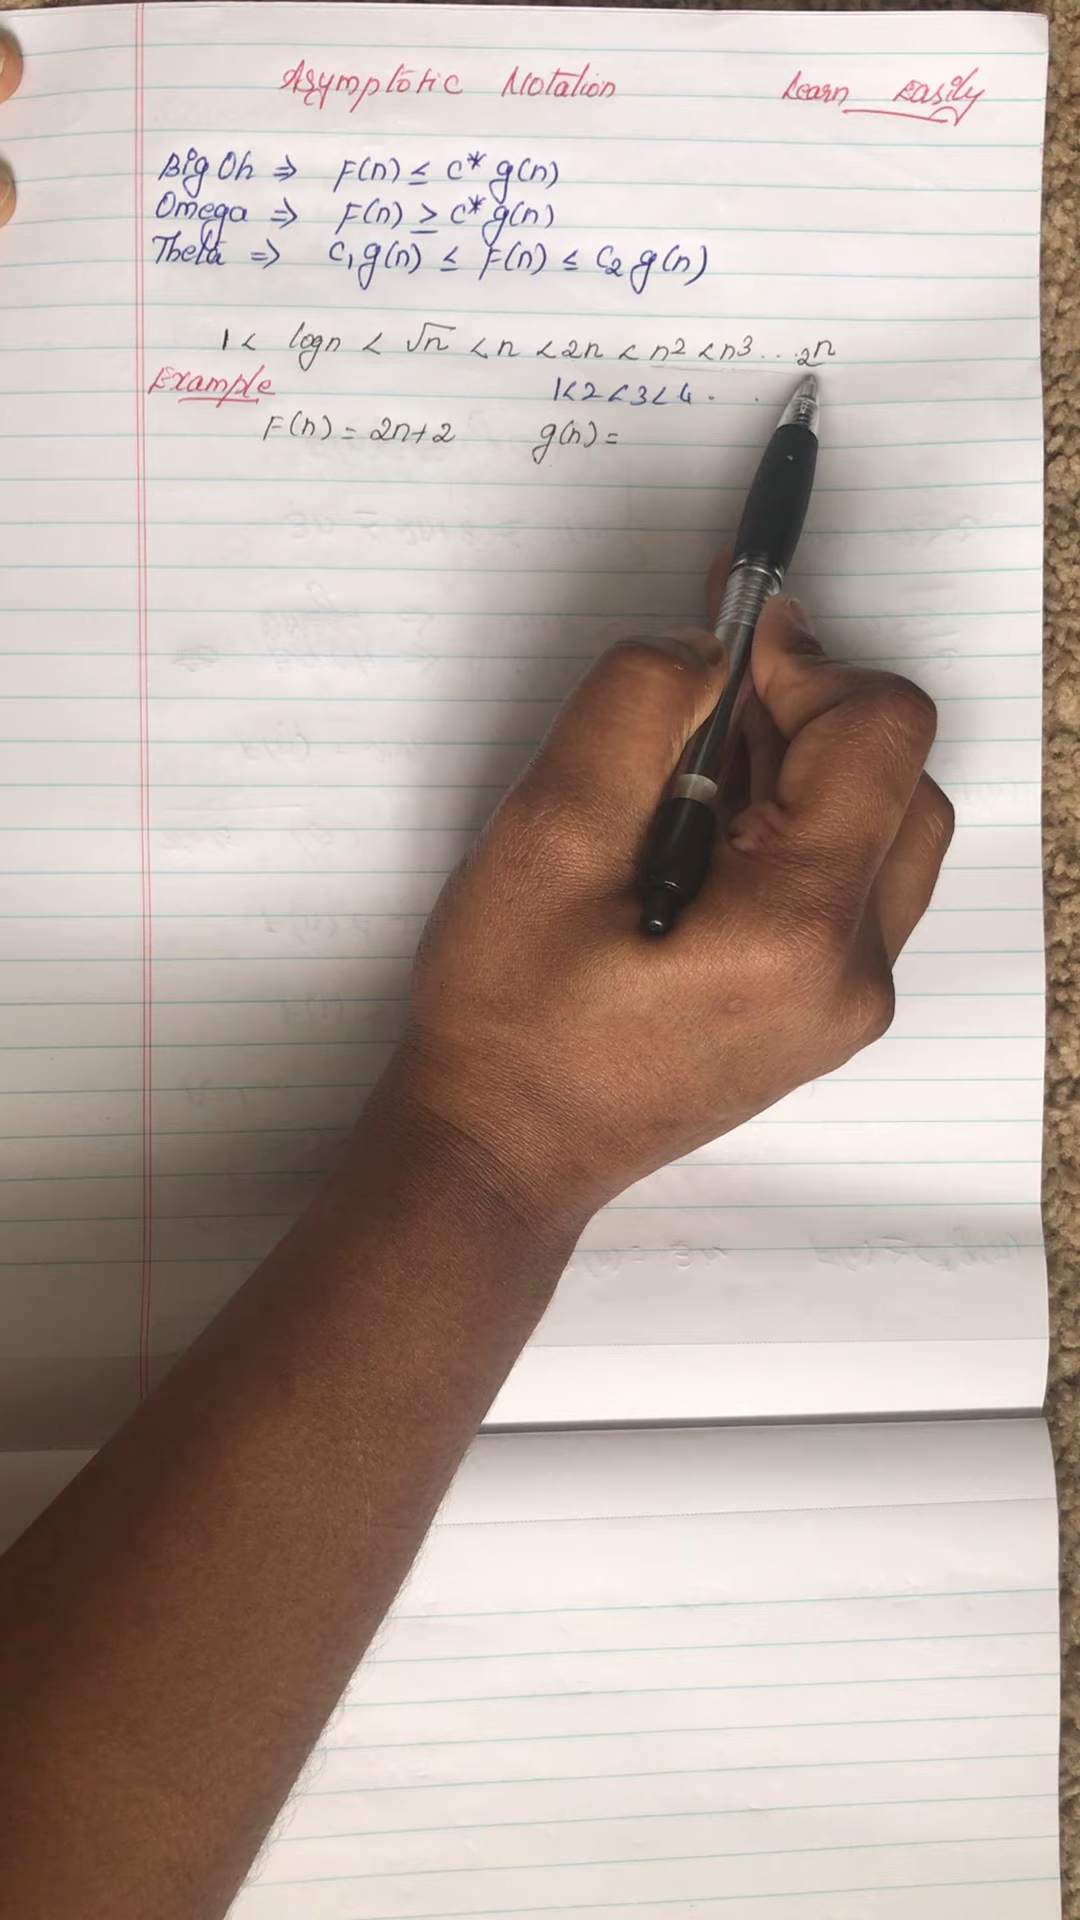 Asymptotic Notation Learn Easily
Big Oh ⇒ F(n) ≤ c* g(n)
Omega ⇒ F(n) ≥ c* g(n)
Theta ⇒ C₁g(n) ≤ F(n) ≤ C₂ g(n)
1 < logn < √n < n < 2n < n² < n³ ... 2ⁿ
Example 1<2<3<4 . .
F(n) = 2n+2 g(n) =